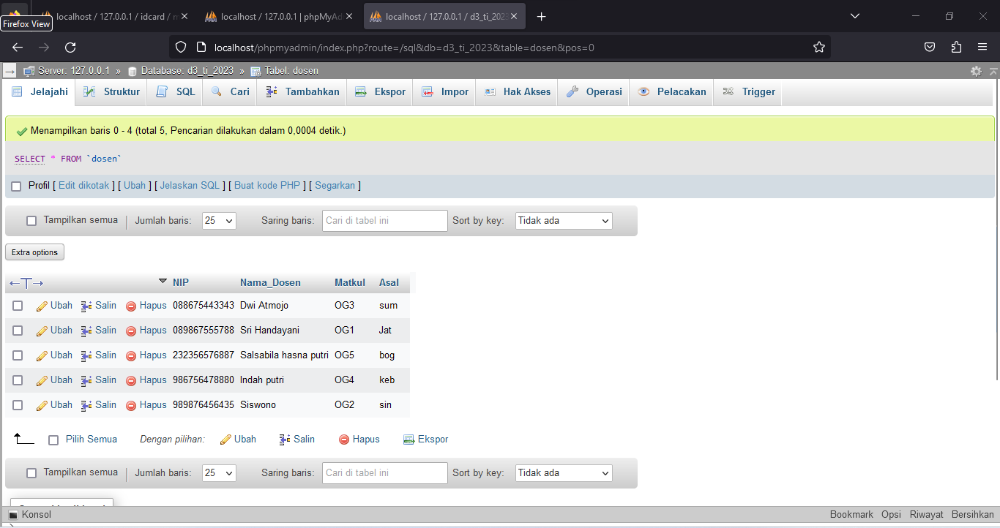 localhost / 127.0.0.1 / idcard / m
localhost / 127.0.0.1 | phpMyAd
localhost / 127.0.0.1 / d3_ti_2023
Firefox View
localhost/phpmyadmin/index.php?route=/sql&db=d3_ti_2023&table=dosen&pos=0
Server: 127.0.0.1 » Database: d3_ti_2023 » Tabel: dosen
Jelajahi Struktur SQL Cari Tambahkan Ekspor Impor Hak Akses Operasi Pelacakan Trigger
Menampilkan baris 0 - 4 (total 5, Pencarian dilakukan dalam 0,0004 detik.)
SELECT * FROM `dosen`
Profil [ Edit dikotak ] [ Ubah ] [ Jelaskan SQL ] [ Buat kode PHP ] [ Segarkan ]
Tampilkan semua | Jumlah baris: 25 Saring baris: Cari di tabel ini Sort by key: Tidak ada
Extra options
←T→ NIP Nama_Dosen Matkul Asal
Ubah Salin Hapus 088675443343 Dwi Atmojo OG3 sum
Ubah Salin Hapus 089867555788 Sri Handayani OG1 Jat
Ubah Salin Hapus 232356576887 Salsabila hasna putri OG5 bog
Ubah Salin Hapus 986756478880 Indah putri OG4 keb
Ubah Salin Hapus 989876456435 Siswono OG2 sin
Pilih Semua Dengan pilihan: Ubah Salin Hapus Ekspor
Tampilkan semua | Jumlah baris: 25 Saring baris: Cari di tabel ini Sort by key: Tidak ada
Konsol Bookmark Opsi Riwayat Bersihkan